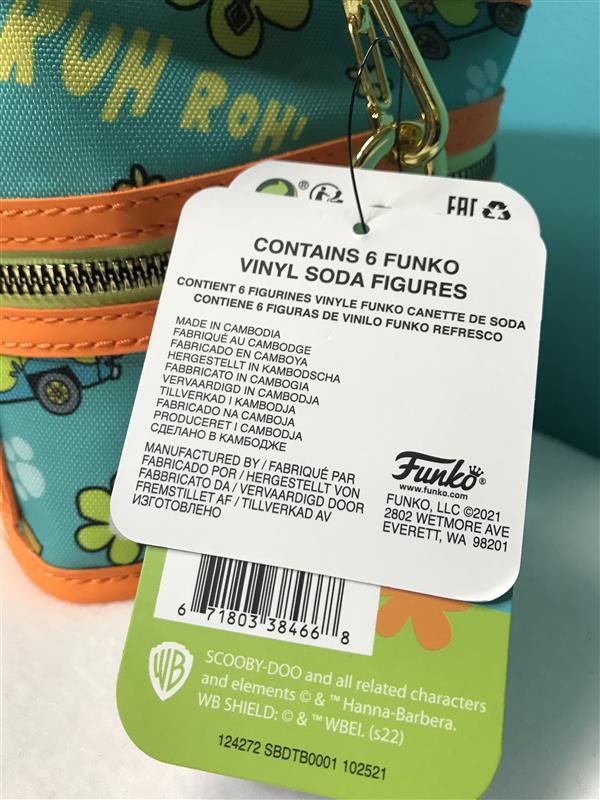 RUH ROH!
EAC
CONTAINS 6 FUNKO
VINYL SODA FIGURES
CONTIENT 6 FIGURINES VINYLE FUNKO CANETTE DE SODA
CONTIENE 6 FIGURAS DE VINILO FUNKO REFRESCO
MADE IN CAMBODIA
FABRIQUÉ AU CAMBODGE
FABRICADO EN CAMBOYA
HERGESTELLT IN KAMBODSCHA
FABBRICATO IN CAMBOGIA
VERVAARDIGD IN CAMBODJA
TILLVERKAD I KAMBODJA
FABRICADO NA CAMBOJA
PRODUCERET I CAMBODJA
СДЕЛАНО В КАМБОДЖЕ
MANUFACTURED BY / FABRIQUÉ PAR
FABRICADO POR / HERGESTELLT VON
FABBRICATO DA / VERVAARDIGD DOOR
FREMSTILLET AF / TILLVERKAD AV
ИЗГОТОВЛЕНО
Funko®
www.funko.com
FUNKO, LLC ©2021
2802 WETMORE AVE
EVERETT, WA 98201
6 71803 38466 8
WB
SCOOBY-DOO and all related characters
and elements © & ™ Hanna-Barbera.
WB SHIELD: © & ™ WBEI. (s22)
124272 SBDTB0001 102521